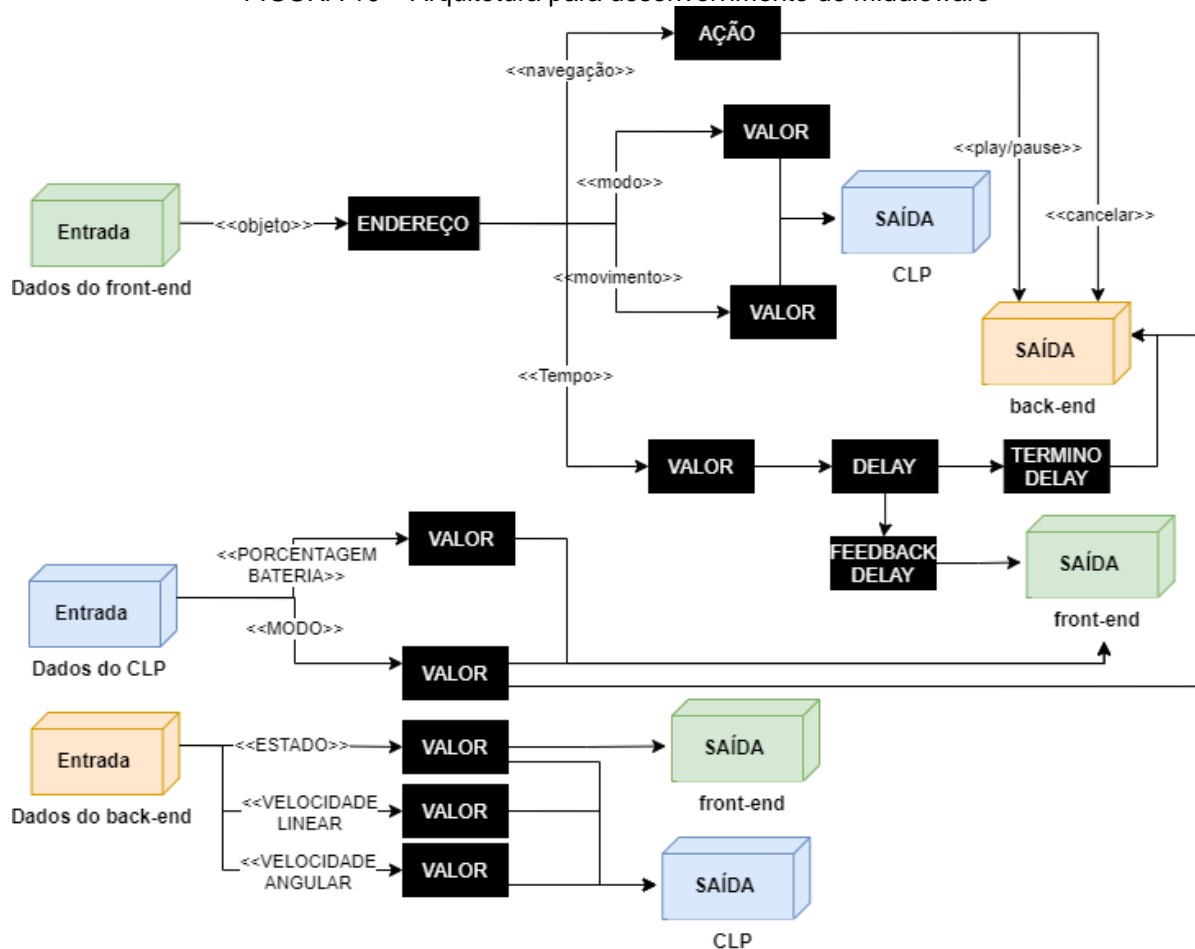 AÇÃO
<<navegação>>
VALOR
<<play/pause>>
<<modo>>
Entrada
<<objeto>>
ENDEREÇO
SAÍDA
<<cancelar>>
Dados do front-end
<<movimento>>
CLP
VALOR
SAÍDA
<<Tempo>>
back-end
VALOR
DELAY
TERMINO
DELAY
FEEDBACK
DELAY
SAÍDA
front-end
<<PORCENTAGEM
BATERIA>>
VALOR
Entrada
<<MODO>>
Dados do CLP
VALOR
Entrada
<<ESTADO>>
VALOR
SAÍDA
Dados do back-end
front-end
<<VELOCIDADE
LINEAR
VALOR
<<VELOCIDADE
ANGULAR
VALOR
SAÍDA
CLP